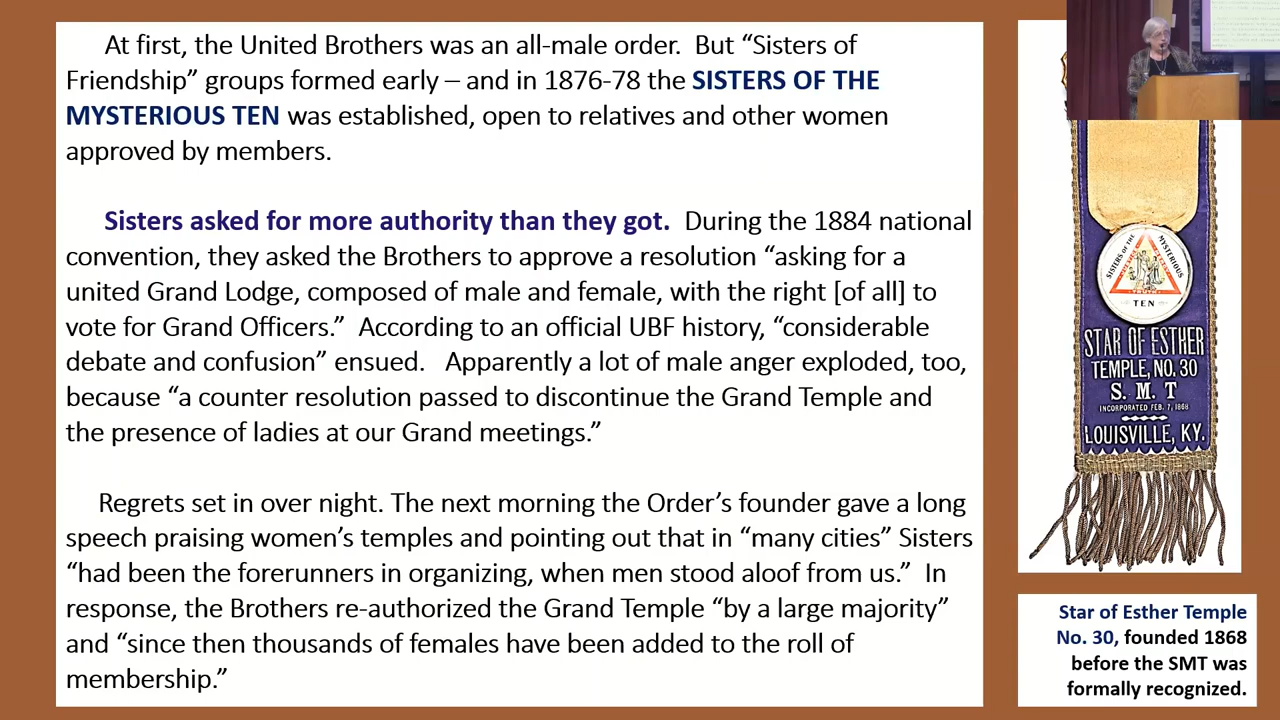 At first, the United Brothers was an all-male order.  But “Sisters of
Friendship” groups formed early – and in 1876-78 the SISTERS OF THE
MYSTERIOUS TEN was established, open to relatives and other women
approved by members.
Sisters asked for more authority than they got.  During the 1884 national
convention, they asked the Brothers to approve a resolution “asking for a
united Grand Lodge, composed of male and female, with the right [of all] to
vote for Grand Officers.”  According to an official UBF history, “considerable
debate and confusion” ensued.   Apparently a lot of male anger exploded, too,
because “a counter resolution passed to discontinue the Grand Temple and
the presence of ladies at our Grand meetings.”
Regrets set in over night. The next morning the Order’s founder gave a long
speech praising women’s temples and pointing out that in “many cities” Sisters
“had been the forerunners in organizing, when men stood aloof from us.”  In
response, the Brothers re-authorized the Grand Temple “by a large majority”
and “since then thousands of females have been added to the roll of
membership.”
SISTERS OF THE MYSTERIOUS
TRUTH
TEN
STAR OF ESTHER
TEMPLE, NO. 30
S. M. T
INCORPORATED FEB. 7, 1868
LOUISVILLE, KY.
Star of Esther Temple
No. 30, founded 1868
before the SMT was
formally recognized.